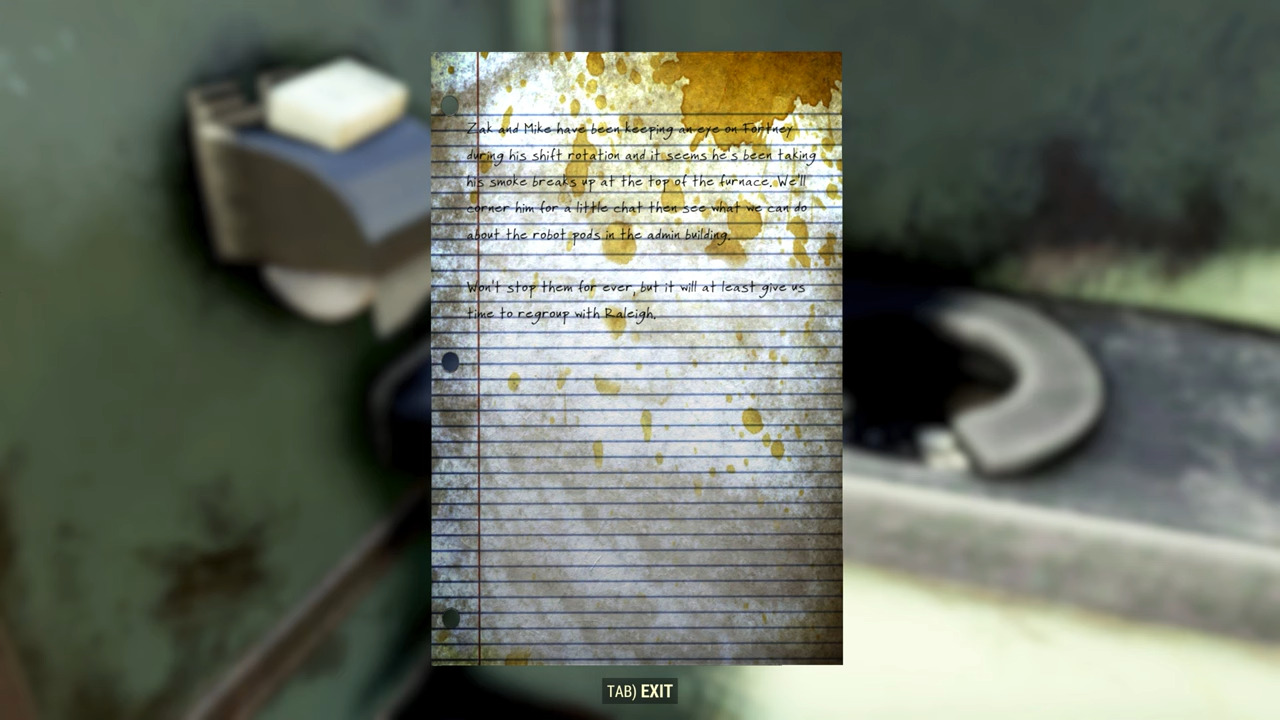 Zak and Mike have been keeping an eye on Fortney
during his shift rotation and it seems he's been taking
his smoke breaks up at the top of the furnace. We'll
corner him for a little chat then see what we can do
about the robot pods in the admin building.
Won't stop them for ever, but it will at least give us
time to regroup with Raleigh.
TAB) EXIT